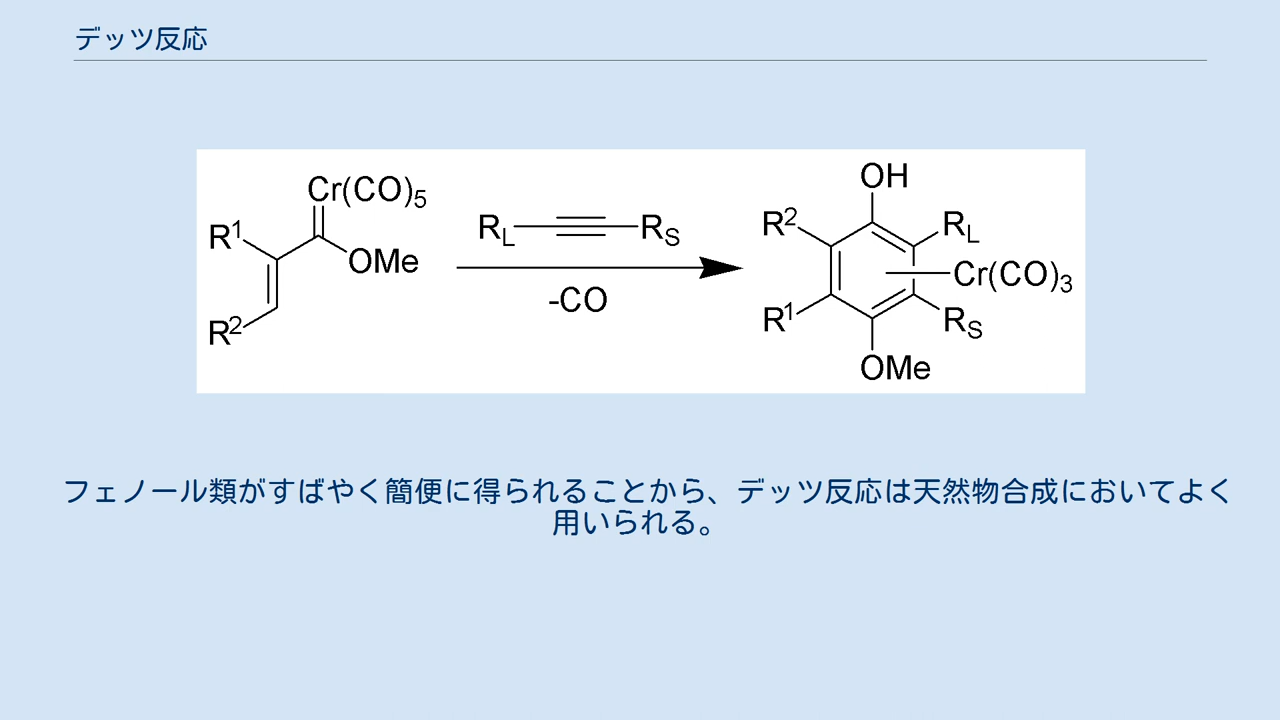 デッツ反応
Cr(CO)5
R1
OMe
R2
RL
RS
-CO
OH
R2
RL
Cr(CO)3
R1
RS
OMe
フェノール類がすばやく簡便に得られることから、デッツ反応は天然物合成においてよく
用いられる。